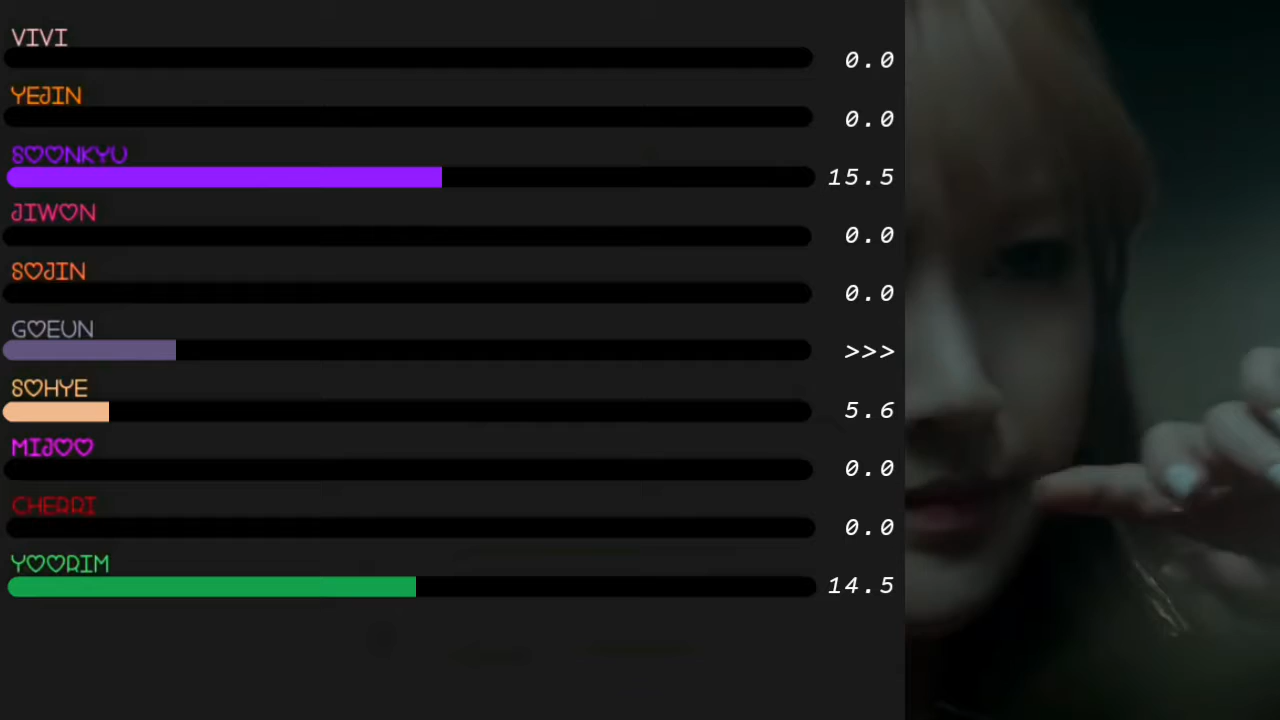 VIVI
0.0
YEJIN
0.0
S♡♡NKYU
15.5
JIW♡N
0.0
S♡JIN
0.0
G♡EUN
>>>
S♡HYE
5.6
MIJ♡♡
0.0
CHERRI
0.0
Y♡♡RIM
14.5